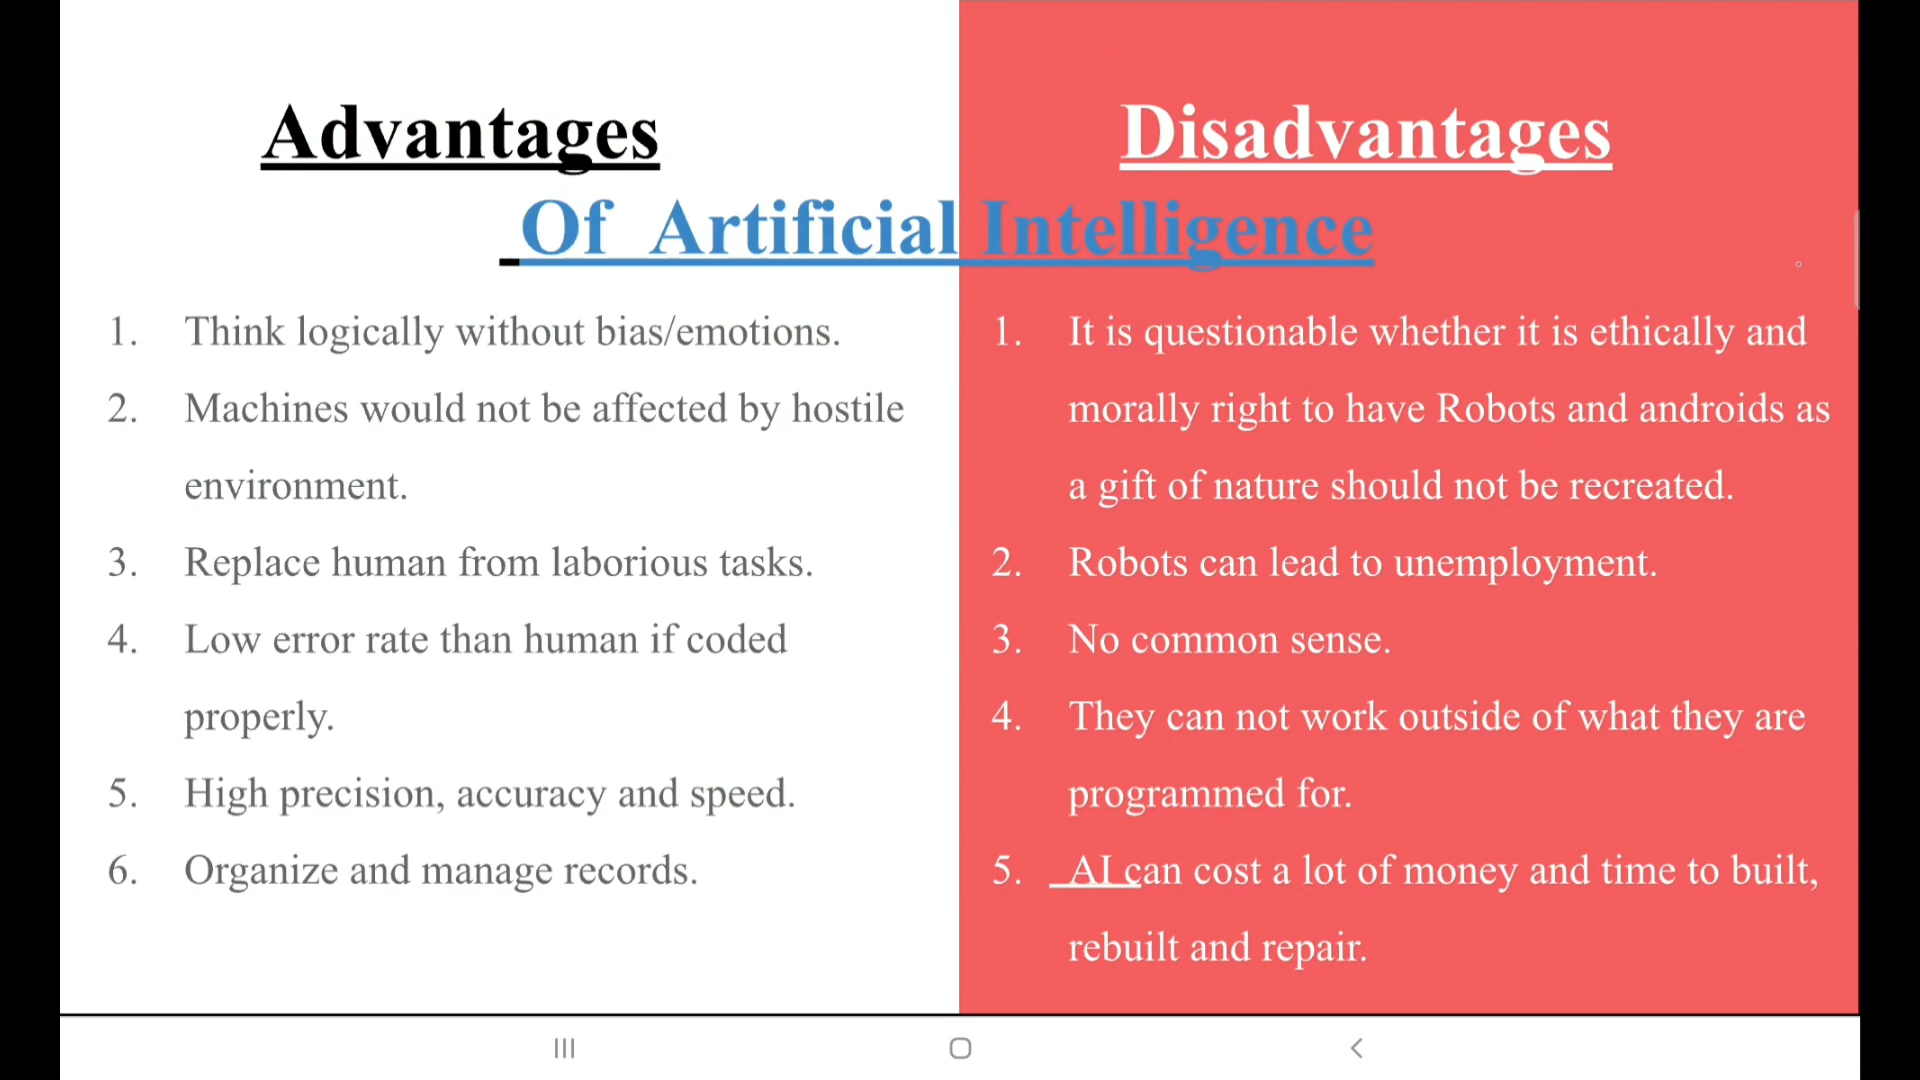 Advantages
Disadvantages
Of Artificial Intelligence
1. Think logically without bias/emotions.
2. Machines would not be affected by hostile
environment.
3. Replace human from laborious tasks.
4. Low error rate than human if coded
properly.
5. High precision, accuracy and speed.
6. Organize and manage records.
1. It is questionable whether it is ethically and
morally right to have Robots and androids as
a gift of nature should not be recreated.
2. Robots can lead to unemployment.
3. No common sense.
4. They can not work outside of what they are
programmed for.
5. AI can cost a lot of money and time to built,
rebuilt and repair.